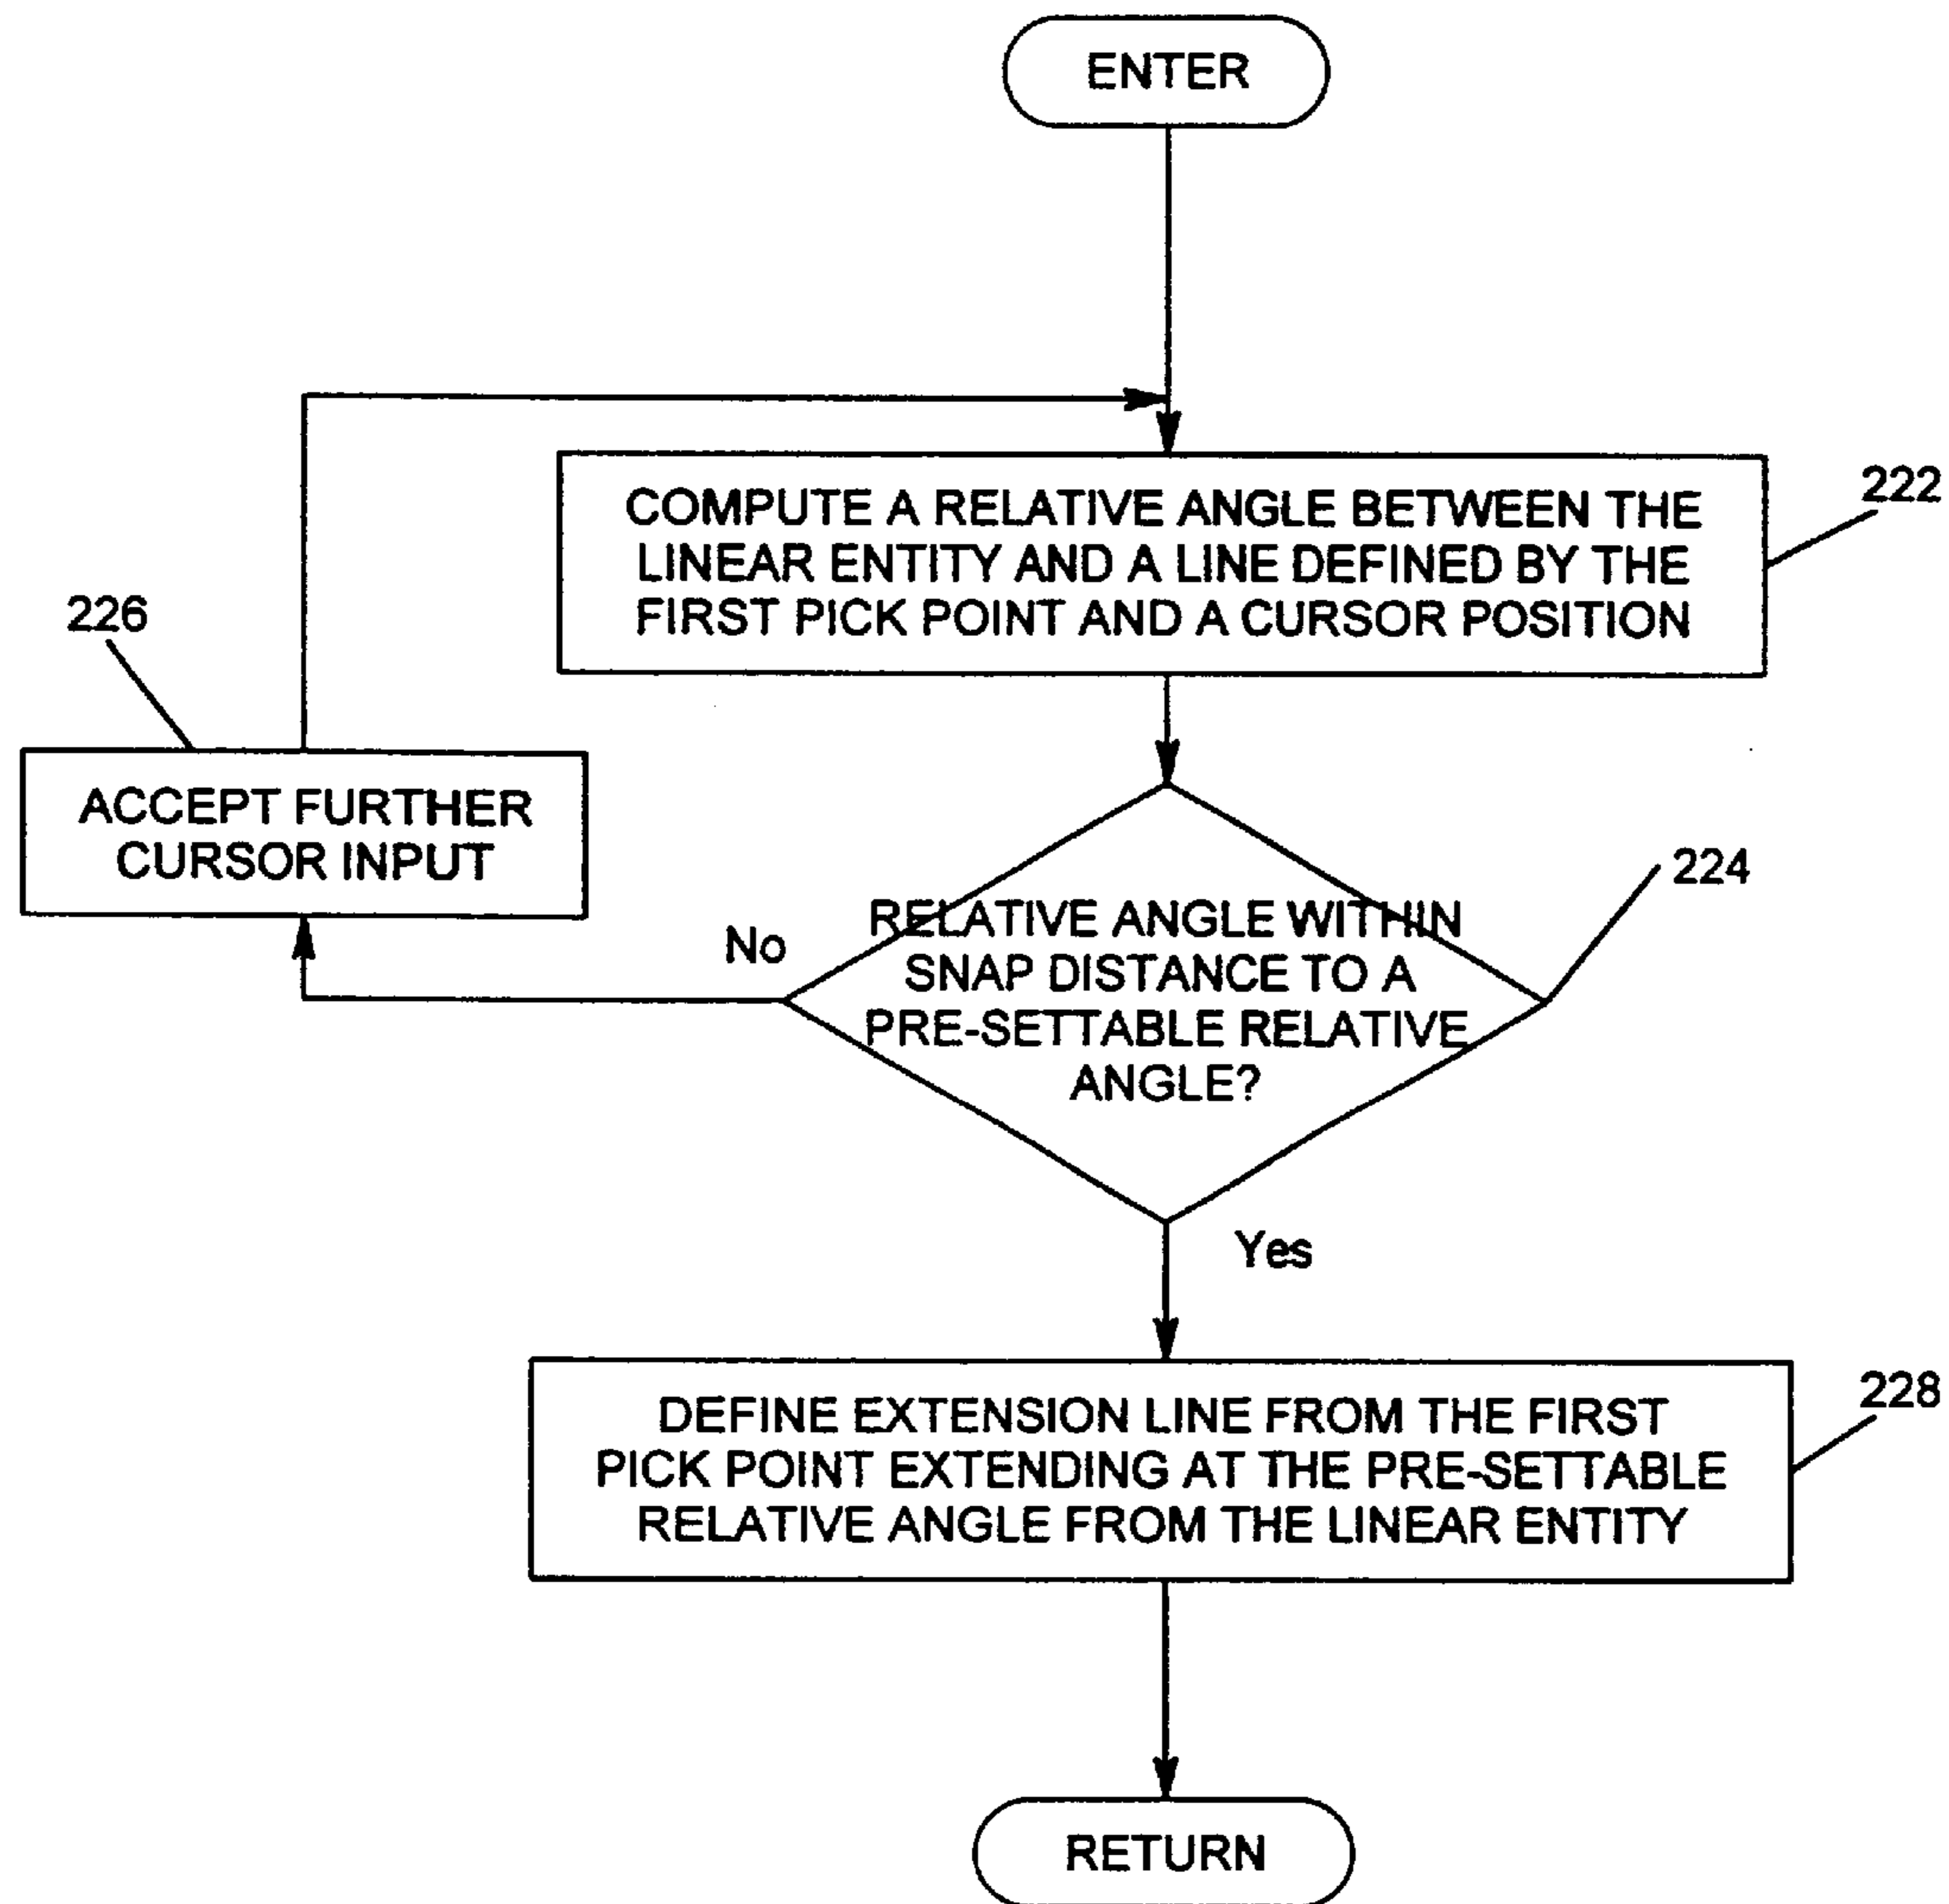 ENTER
COMPUTE A RELATIVE ANGLE BETWEEN THE
LINEAR ENTITY AND A LINE DEFINED BY THE
FIRST PICK POINT AND A CURSOR POSITION
222
226
ACCEPT FURTHER
CURSOR INPUT
224
No
RELATIVE ANGLE WITHIN
SNAP DISTANCE TO A
PRE-SETTABLE RELATIVE
ANGLE?
Yes
228
DEFINE EXTENSION LINE FROM THE FIRST
PICK POINT EXTENDING AT THE PRE-SETTABLE
RELATIVE ANGLE FROM THE LINEAR ENTITY
RETURN